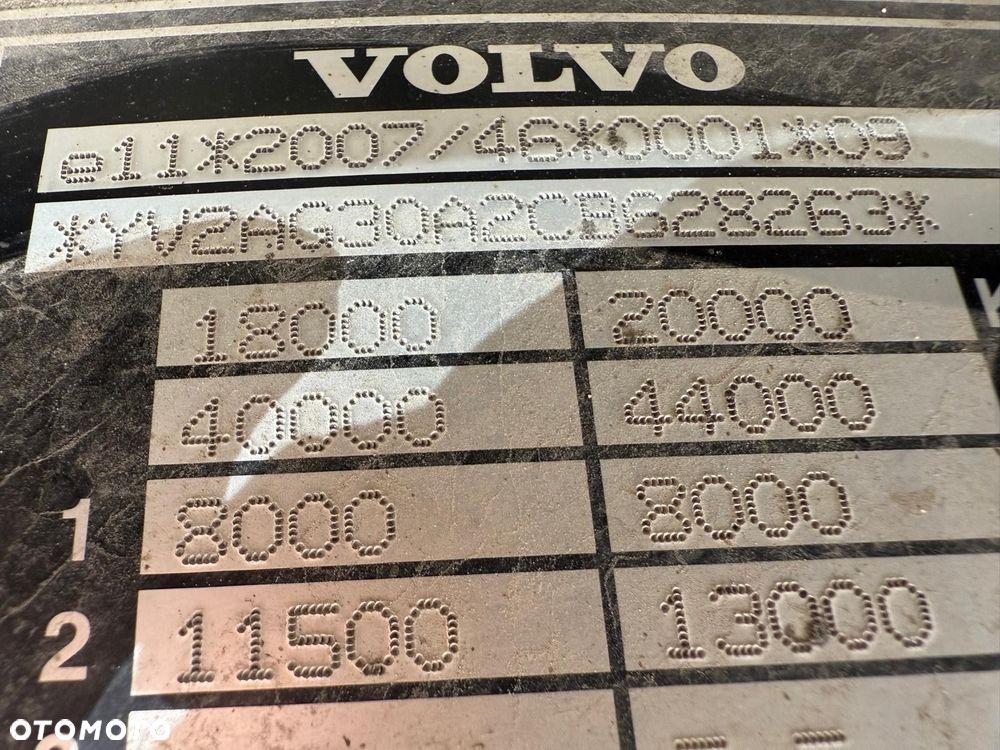 VOLVO
e11*2007/46*0001*09
*YV2AG30A2CB628263*
18000 20000
40000 44000
1 8000 8000
2 11500 13000
OTOMOTO